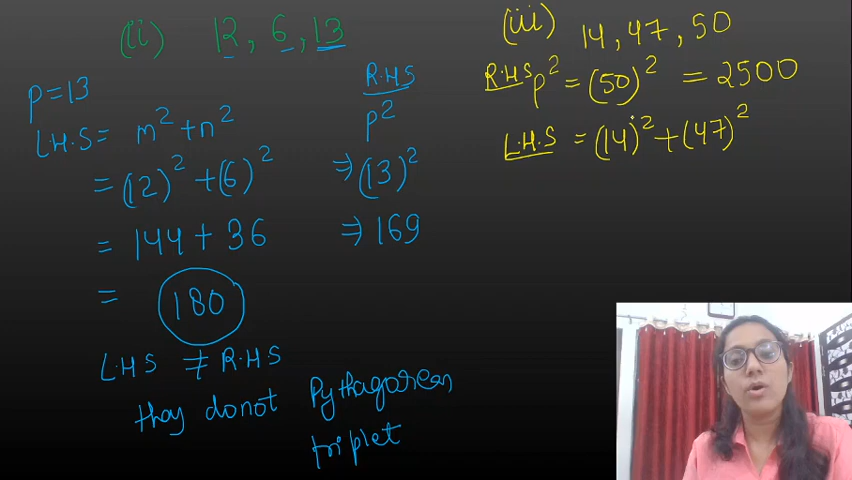 (ii) 12, 6, 13
p=13
L.H.S = m² + n²
= (12)² + (6)²
= 144 + 36
= 180
R.H.S
p²
⇒ (13)²
⇒ 169
L.H.S ≠ R.H.S
they donot Pythagorean
triplet
(iii) 14, 47, 50
R.H.S p² = (50)² = 2500
L.H.S = (14)² + (47)²